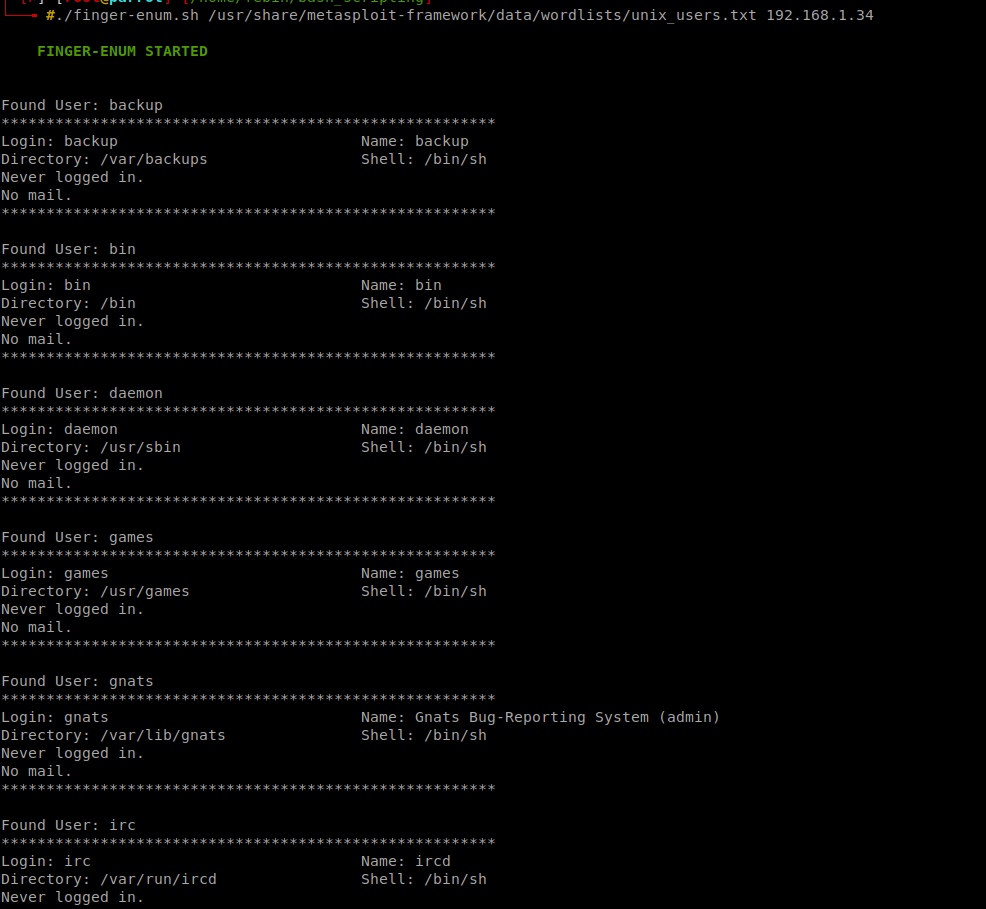 #./finger-enum.sh /usr/share/metasploit-framework/data/wordlists/unix_users.txt 192.168.1.34
FINGER-ENUM STARTED
Found User: backup
*******************************************************
Login: backup Name: backup
Directory: /var/backups Shell: /bin/sh
Never logged in.
No mail.
*******************************************************
Found User: bin
*******************************************************
Login: bin Name: bin
Directory: /bin Shell: /bin/sh
Never logged in.
No mail.
*******************************************************
Found User: daemon
*******************************************************
Login: daemon Name: daemon
Directory: /usr/sbin Shell: /bin/sh
Never logged in.
No mail.
*******************************************************
Found User: games
*******************************************************
Login: games Name: games
Directory: /usr/games Shell: /bin/sh
Never logged in.
No mail.
*******************************************************
Found User: gnats
*******************************************************
Login: gnats Name: Gnats Bug-Reporting System (admin)
Directory: /var/lib/gnats Shell: /bin/sh
Never logged in.
No mail.
*******************************************************
Found User: irc
*******************************************************
Login: irc Name: ircd
Directory: /var/run/ircd Shell: /bin/sh
Never logged in.